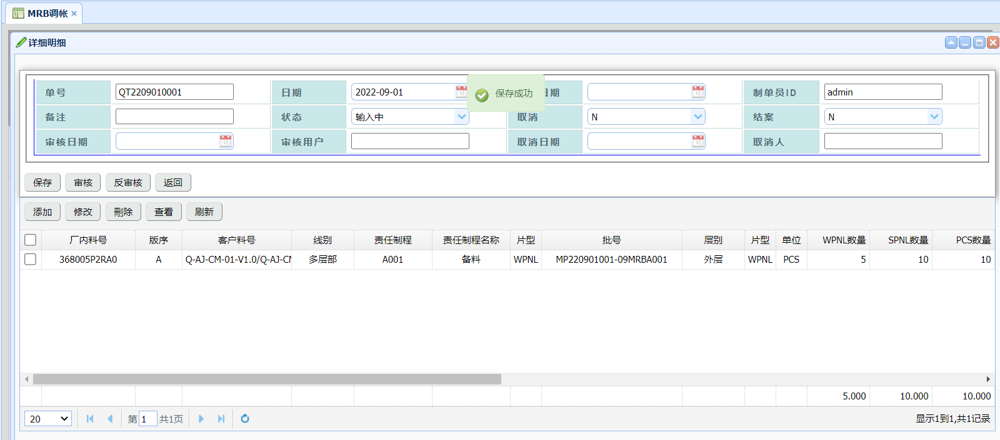 MRB调帐
详细明细
单号 QT2209010001 日期 2022-09-01 日期 制单员ID admin
保存成功
备注 状态 输入中 取消 N 结案 N
审核日期 审核用户 取消日期 取消人
保存 审核 反审核 返回
添加 修改 删除 查看 刷新
厂内料号 版序 客户料号 线别 责任制程 责任制程名称 片型 批号 层别 片型 单位 WPNL数量 SPNL数量 PCS数量
368005P2RA0 A Q-AJ-CM-01-V1.0/Q-AJ-CM 多层部 A001 备料 WPNL MP220901001-09MRBA001 外层 WPNL PCS 5 10 10
5.000 10.000 10.000
20 第 1 共1页 显示1到1,共1记录